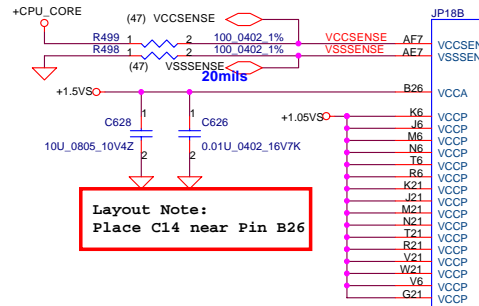 +CPU_CORE
JP18B
(47) VCCSENSE
R499 1 2 100_0402_1% VCCSENSE AF7 VCCSEN
R498 1 2 100_0402_1% VSSSENSE AF7 VSSSEN
(47) VSSSENSE
20mils
+1.5VS B26 VCCA
1 1
C628 C626
+1.05VS K6 VCCP
J6 VCCP
10U_0805_10V4Z 0.01U_0402_16V7K
M6 VCCP
2 2
N6 VCCP
T6 VCCP
R6 VCCP
K21 VCCP
J21 VCCP
Layout Note:
M21 VCCP
Place C14 near Pin B26
N21 VCCP
T21 VCCP
R21 VCCP
V21 VCCP
W21 VCCP
V6 VCCP
G21 VCCP